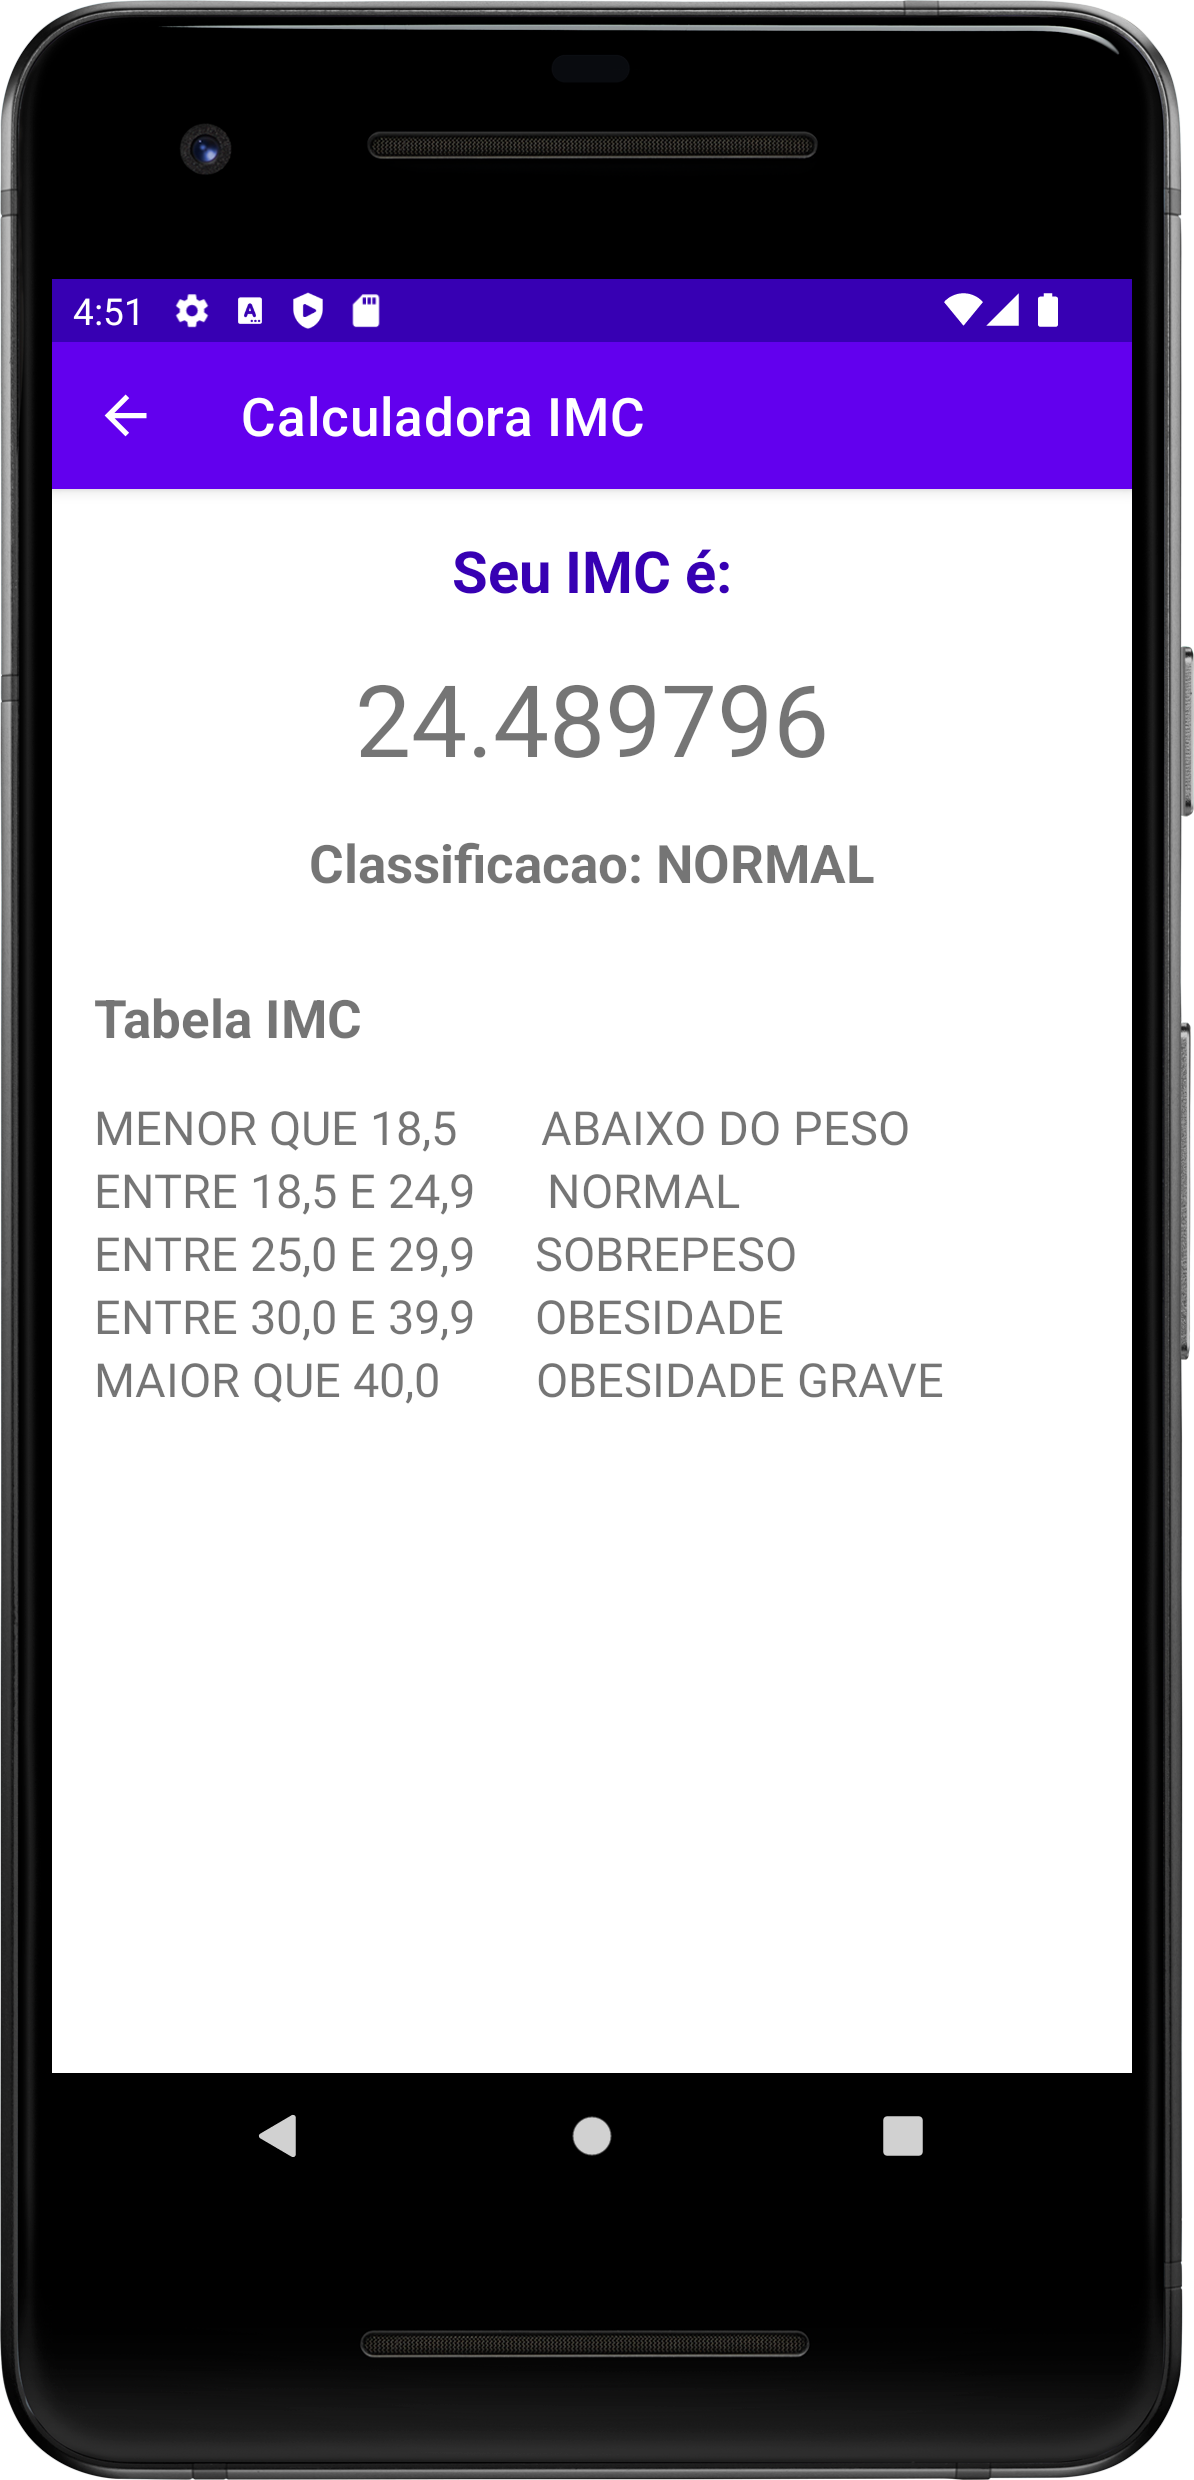 4:51
Calculadora IMC
Seu IMC é:
24.489796
Classificacao: NORMAL
Tabela IMC
MENOR QUE 18,5 ABAIXO DO PESO
ENTRE 18,5 E 24,9 NORMAL
ENTRE 25,0 E 29,9 SOBREPESO
ENTRE 30,0 E 39,9 OBESIDADE
MAIOR QUE 40,0 OBESIDADE GRAVE